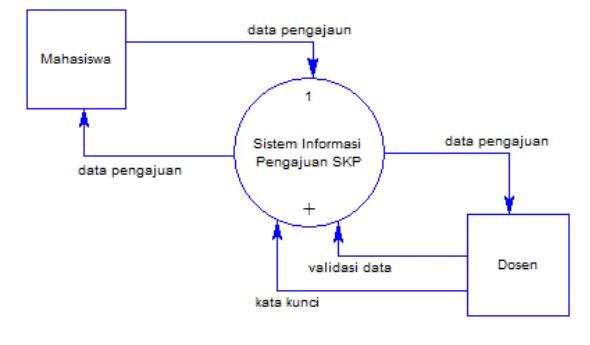 data pengajaun
Mahasiswa
1
Sistem Informasi
Pengajuan SKP
data pengajuan
data pengajuan
+
validasi data
Dosen
kata kunci